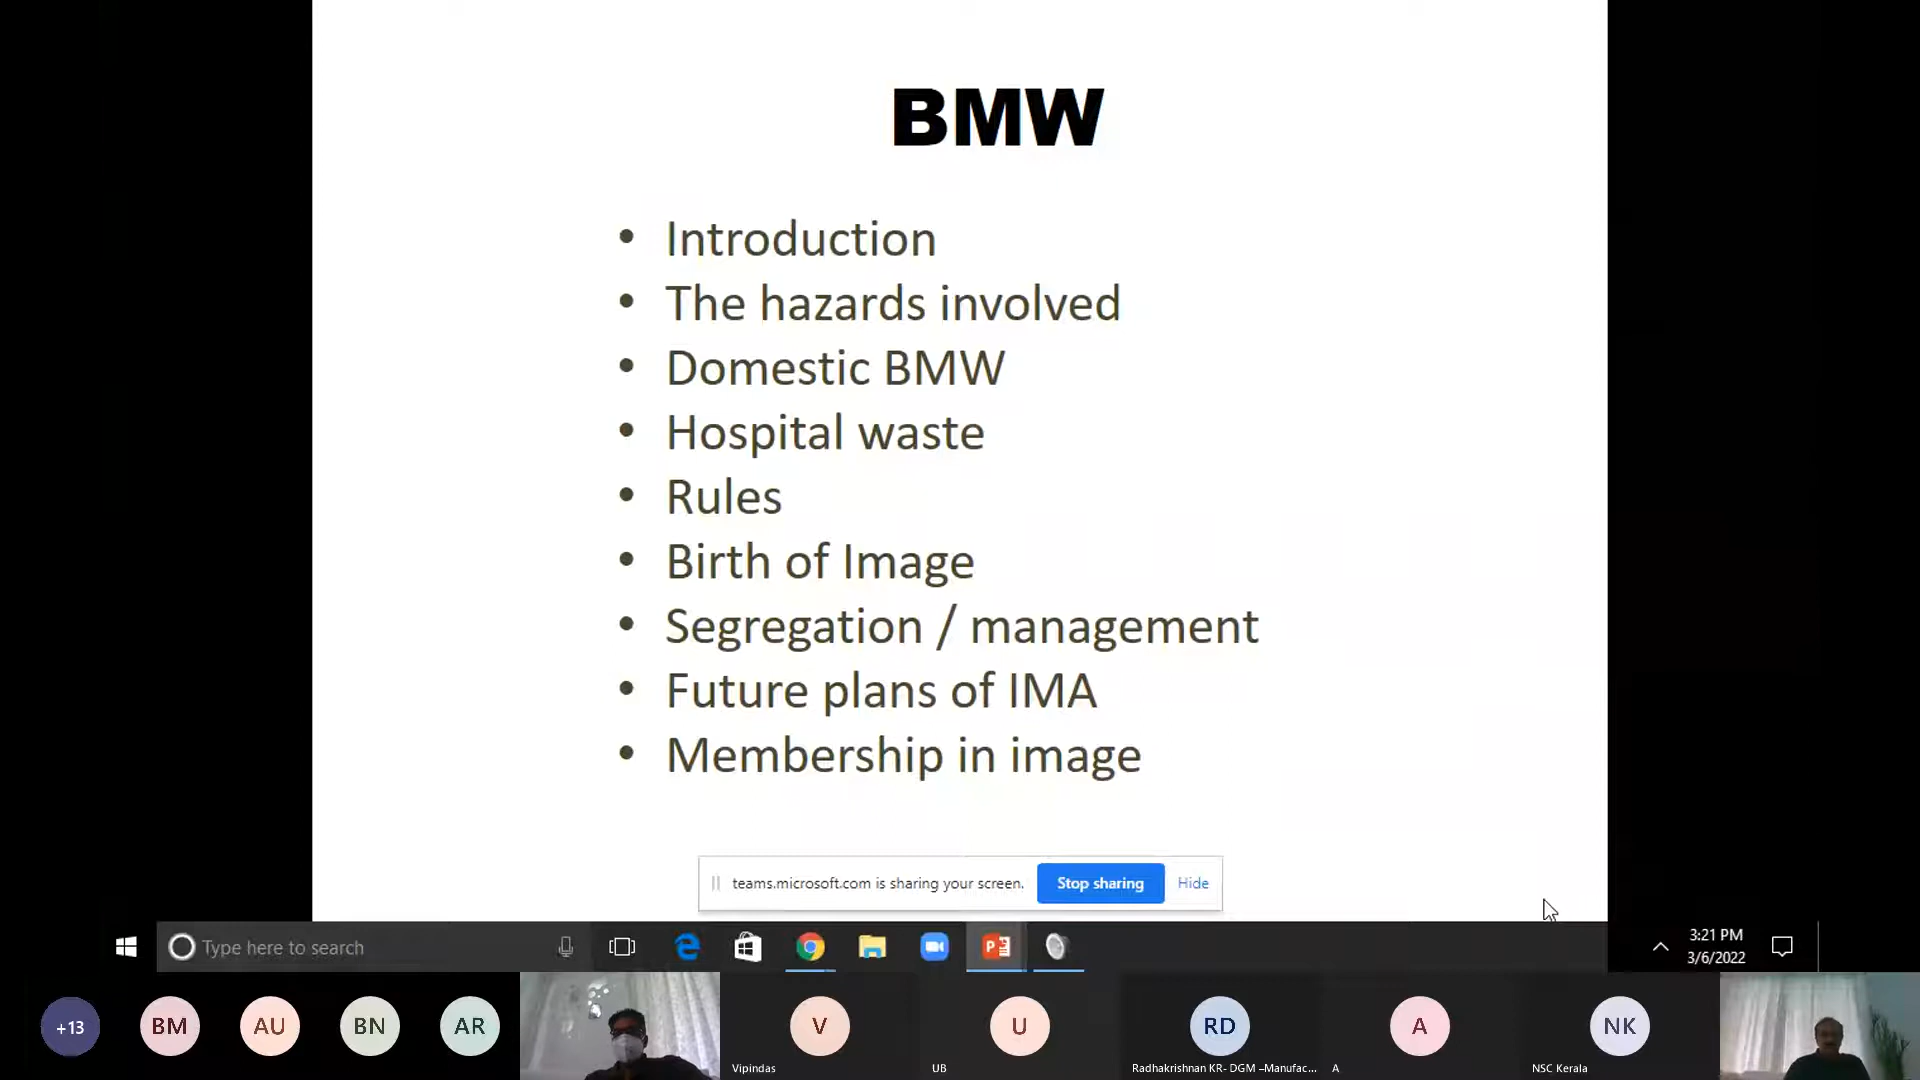 BMW
• Introduction
• The hazards involved
• Domestic BMW
• Hospital waste
• Rules
• Birth of Image
• Segregation / management
• Future plans of IMA
• Membership in image
teams.microsoft.com is sharing your screen. Stop sharing Hide
Type here to search
3:21 PM
3/6/2022
+13 BM AU BN AR V U RD A NK
Vipindas UB Radhakrishnan KR- DGM –Manufac... A NSC Kerala